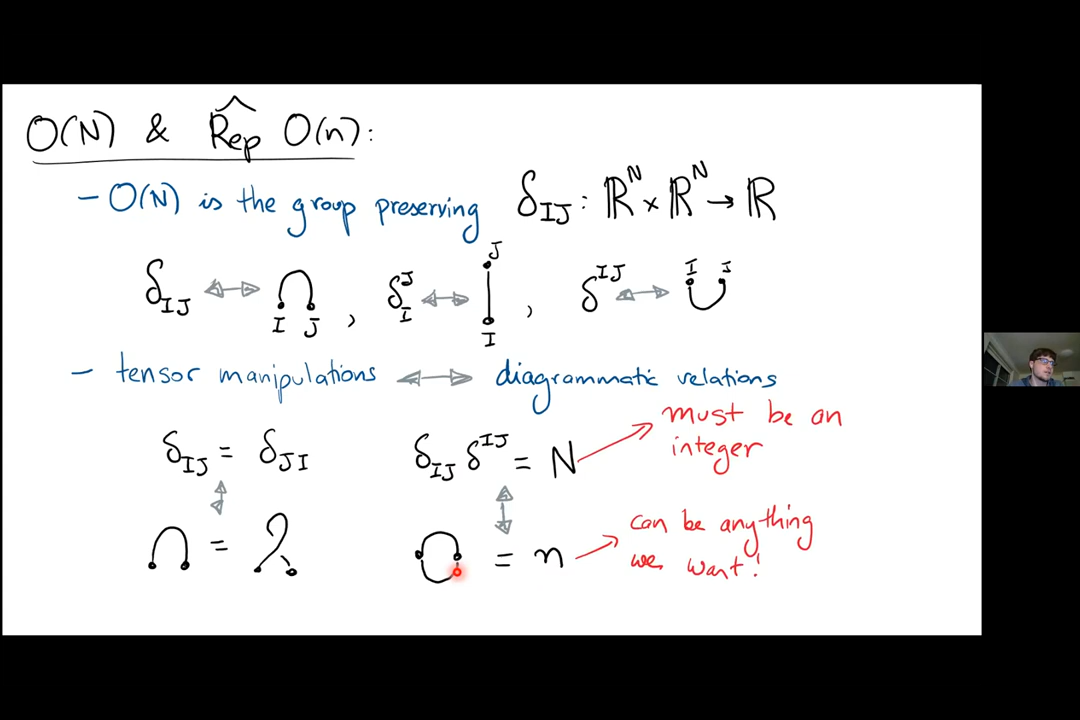 O(N) & R̂ep O(n):
- O(N) is the group preserving δ_IJ : ℝ^N × ℝ^N → ℝ
δ_IJ ↔ ∩ I J , δ_I^J ↔ | J I , δ^IJ ↔ ∪ I J
- tensor manipulations ↔ diagrammatic relations
δ_IJ = δ_JI δ_IJ δ^IJ = N → must be an integer
= = n → can be anything we want!